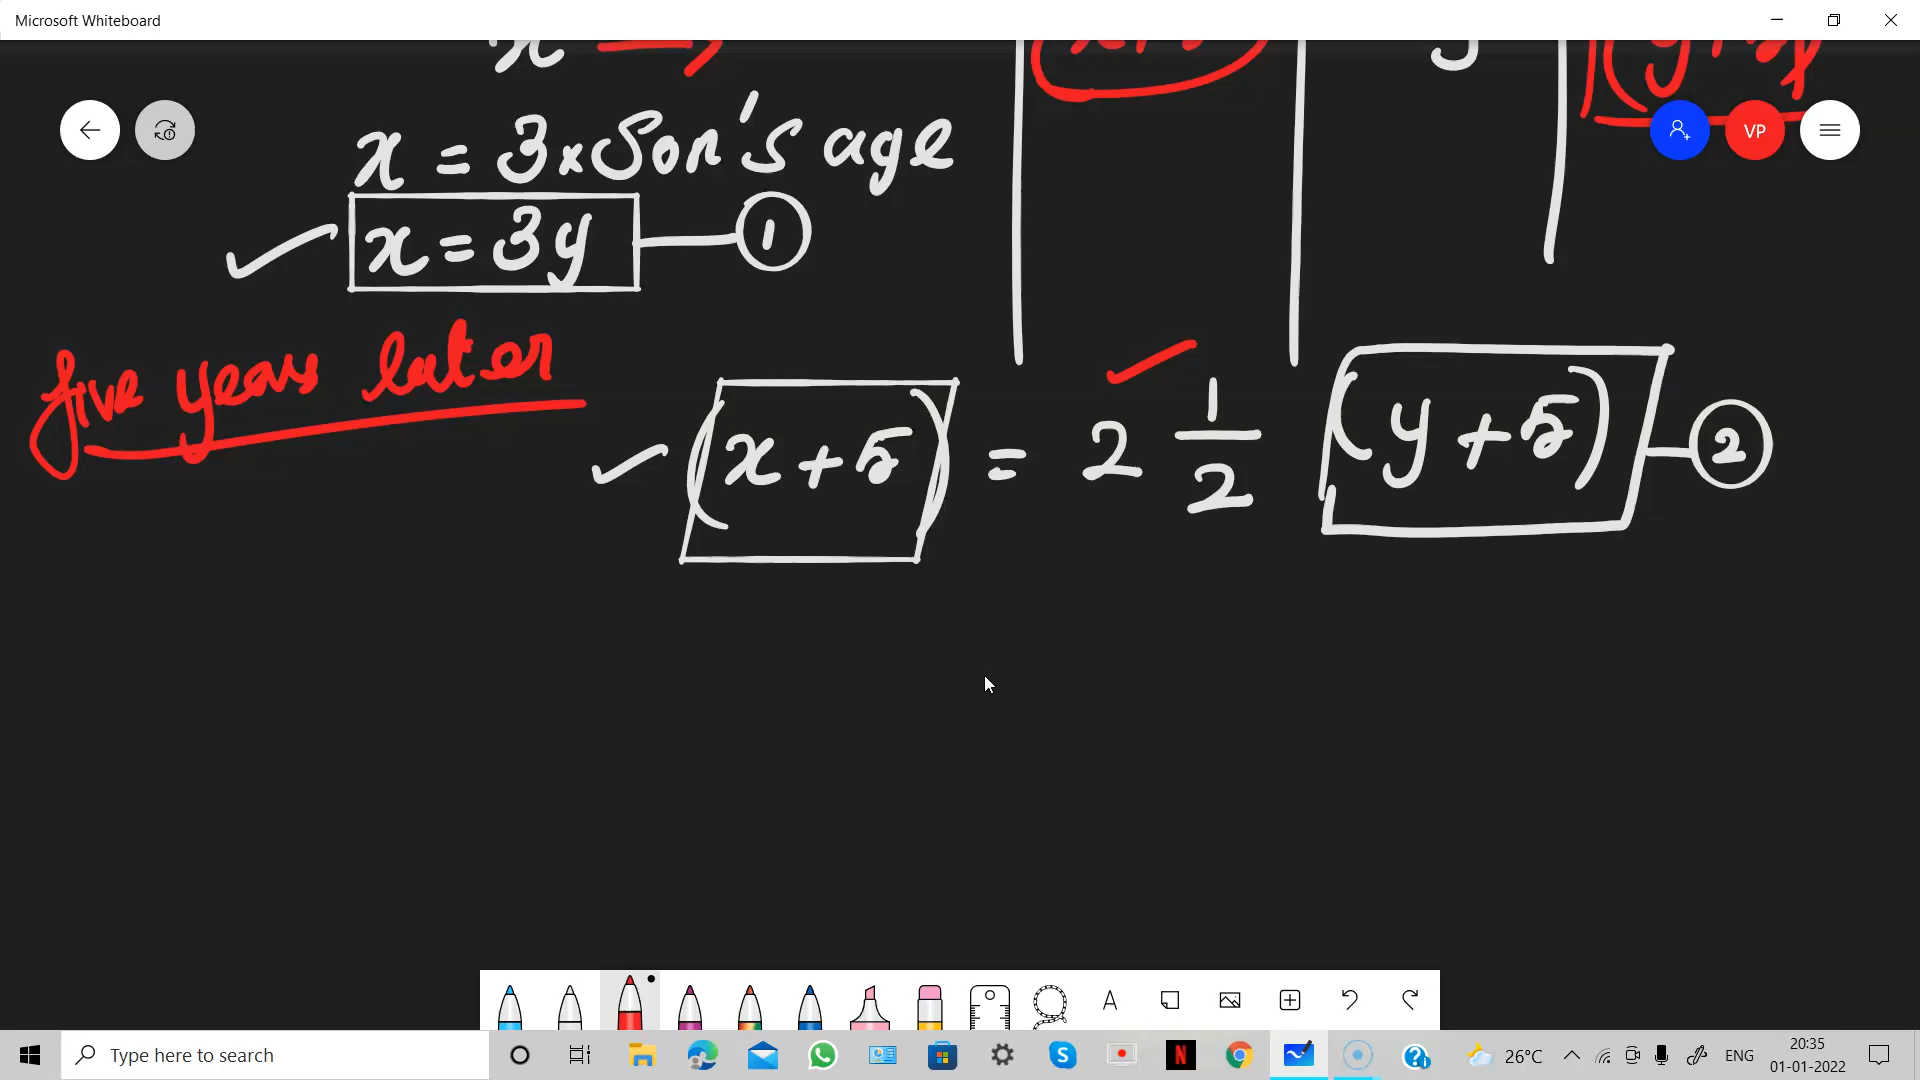 Microsoft Whiteboard
x
y
VP
x = 3 × Son's age
x = 3y 1
five years later
(x + 5) = 2 1/2 (y + 5) 2
A
Type here to search
26°C
ENG
20:35
01-01-2022